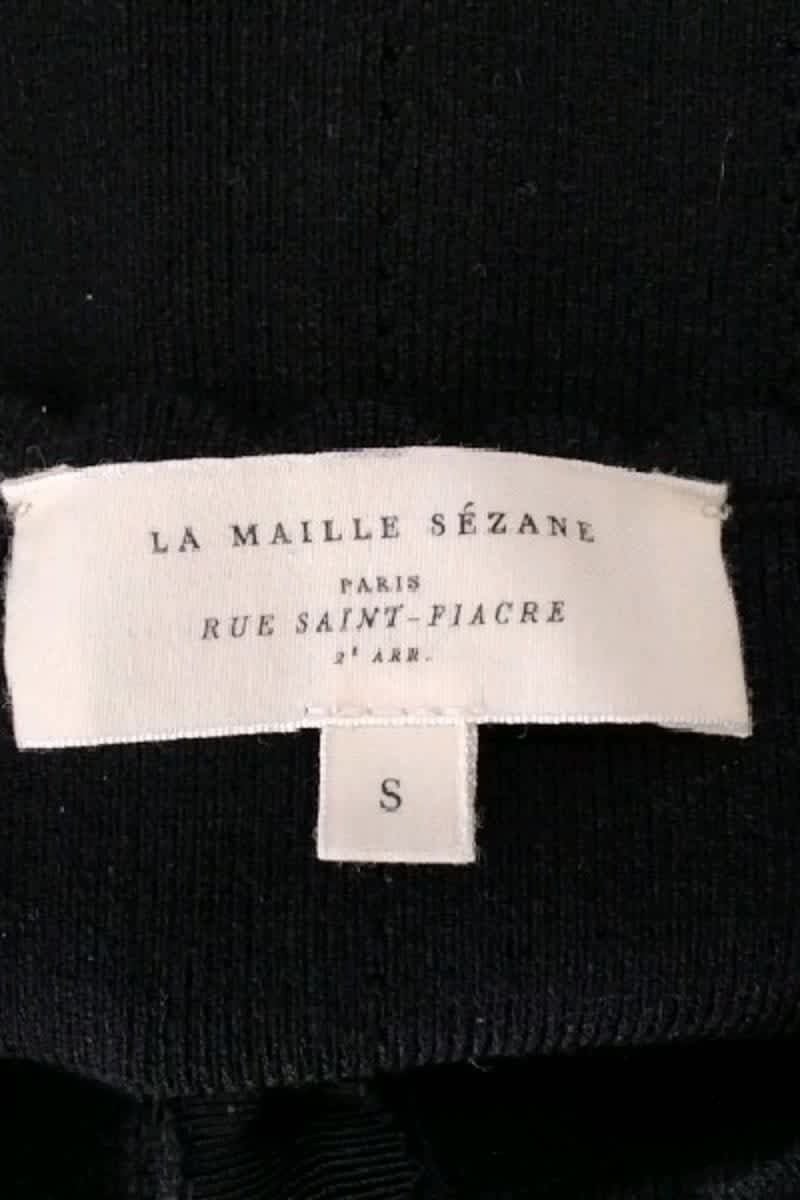 LA MAILLE SÉZANE
PARIS
RUE SAINT-FIACRE
2e ARR.
S